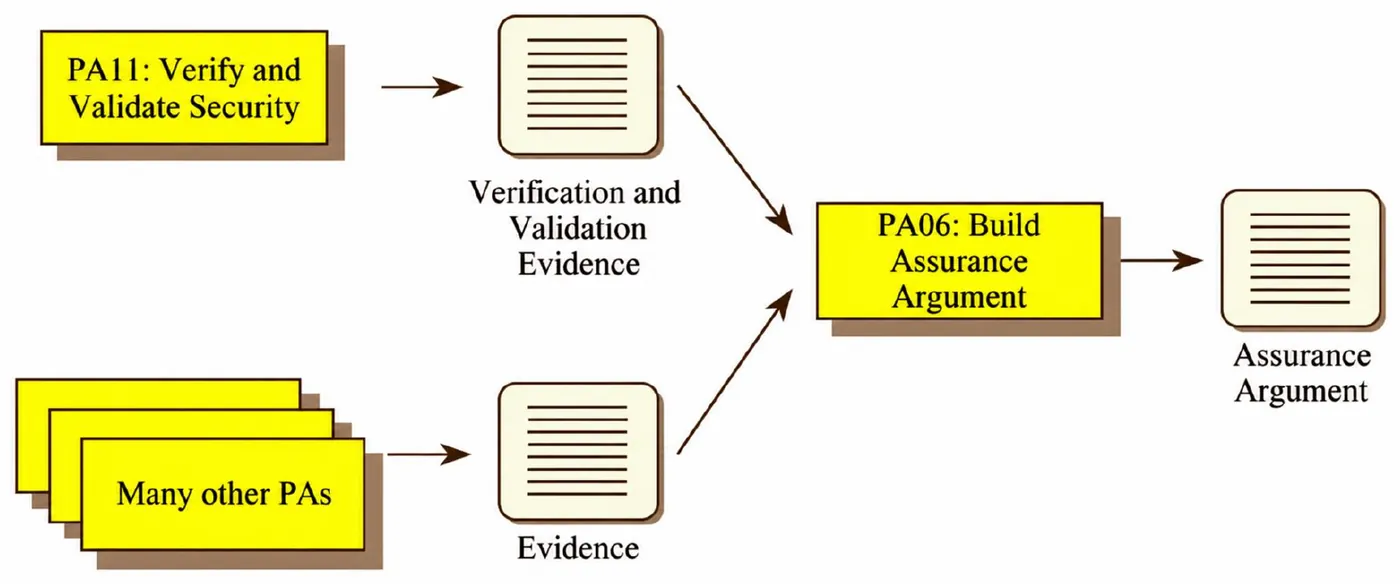 PA11: Verify and
Validate Security
Verification and
Validation
Evidence
PA06: Build
Assurance
Argument
Assurance
Argument
Many other PAs
Evidence